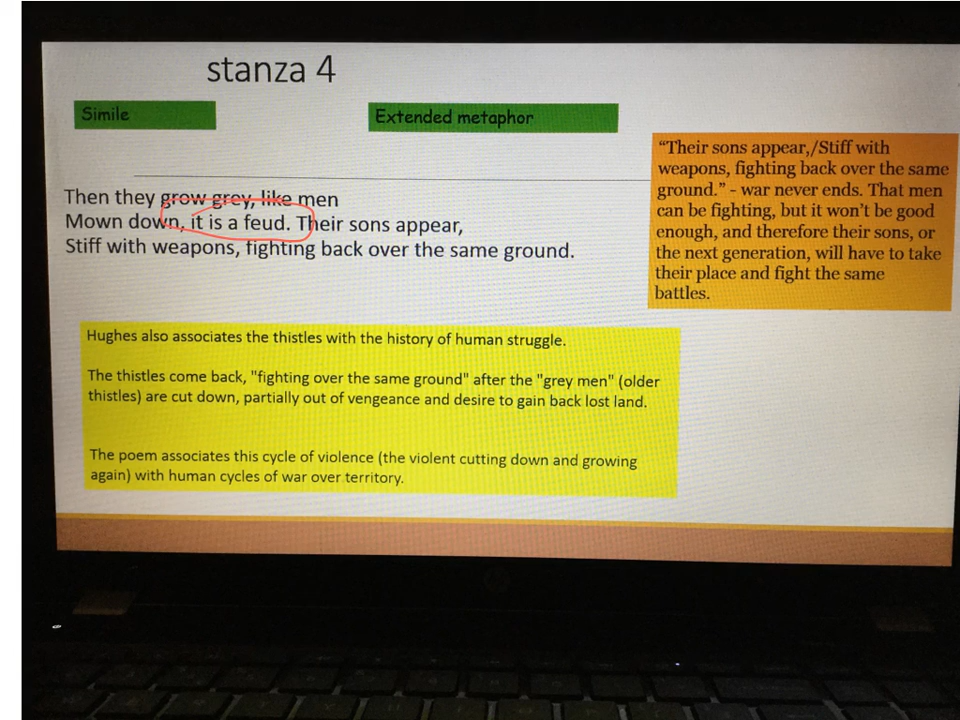 stanza 4
Simile
Extended metaphor
Then they grow grey, like men
Mown down, it is a feud. Their sons appear,
Stiff with weapons, fighting back over the same ground.
“Their sons appear,/Stiff with
weapons, fighting back over the same
ground.” - war never ends. That men
can be fighting, but it won’t be good
enough, and therefore their sons, or
the next generation, will have to take
their place and fight the same
battles.
Hughes also associates the thistles with the history of human struggle.
The thistles come back, "fighting over the same ground" after the "grey men" (older
thistles) are cut down, partially out of vengeance and desire to gain back lost land.
The poem associates this cycle of violence (the violent cutting down and growing
again) with human cycles of war over territory.